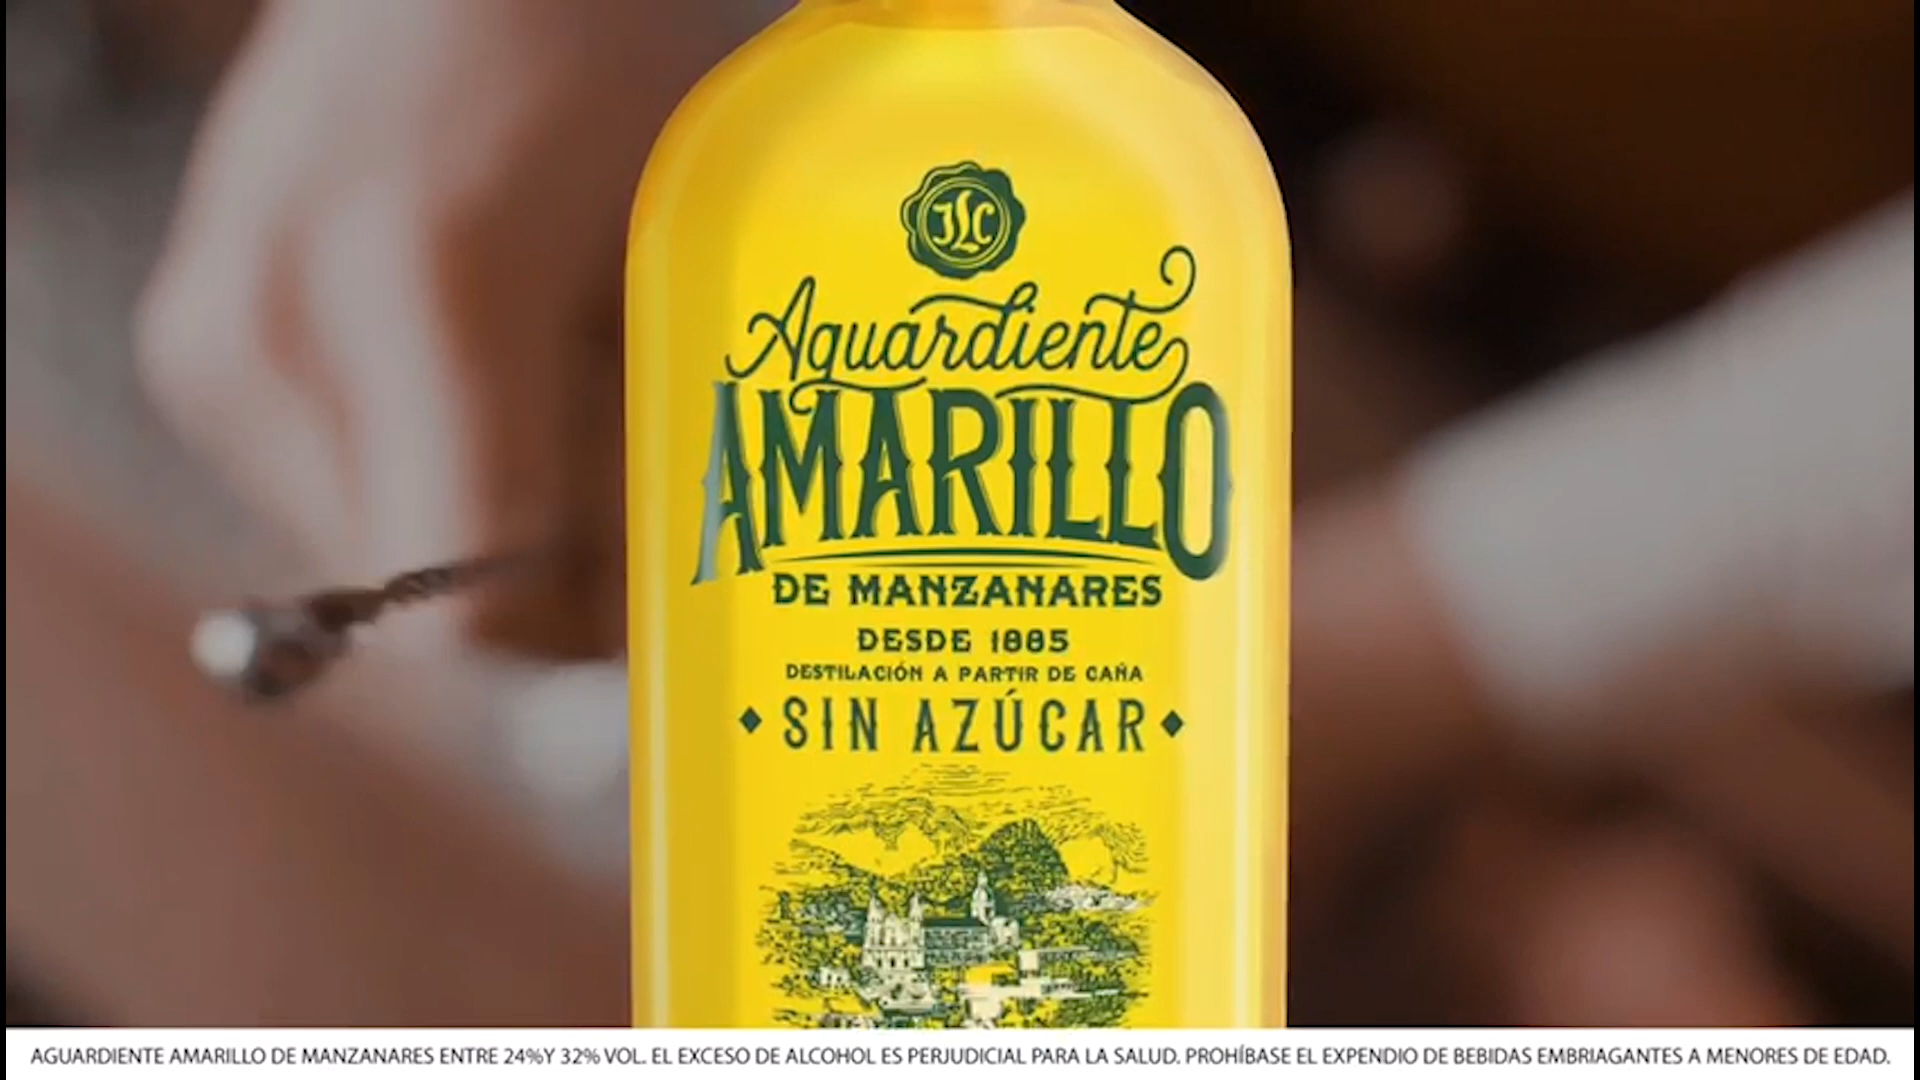 JLC
Aguardiente
AMARILLO
DE MANZANARES
DESDE 1885
DESTILACIÓN A PARTIR DE CAÑA
SIN AZÚCAR
AGUARDIENTE AMARILLO DE MANZANARES ENTRE 24%Y 32% VOL. EL EXCESO DE ALCOHOL ES PERJUDICIAL PARA LA SALUD. PROHÍBASE EL EXPENDIO DE BEBIDAS EMBRIAGANTES A MENORES DE EDAD.